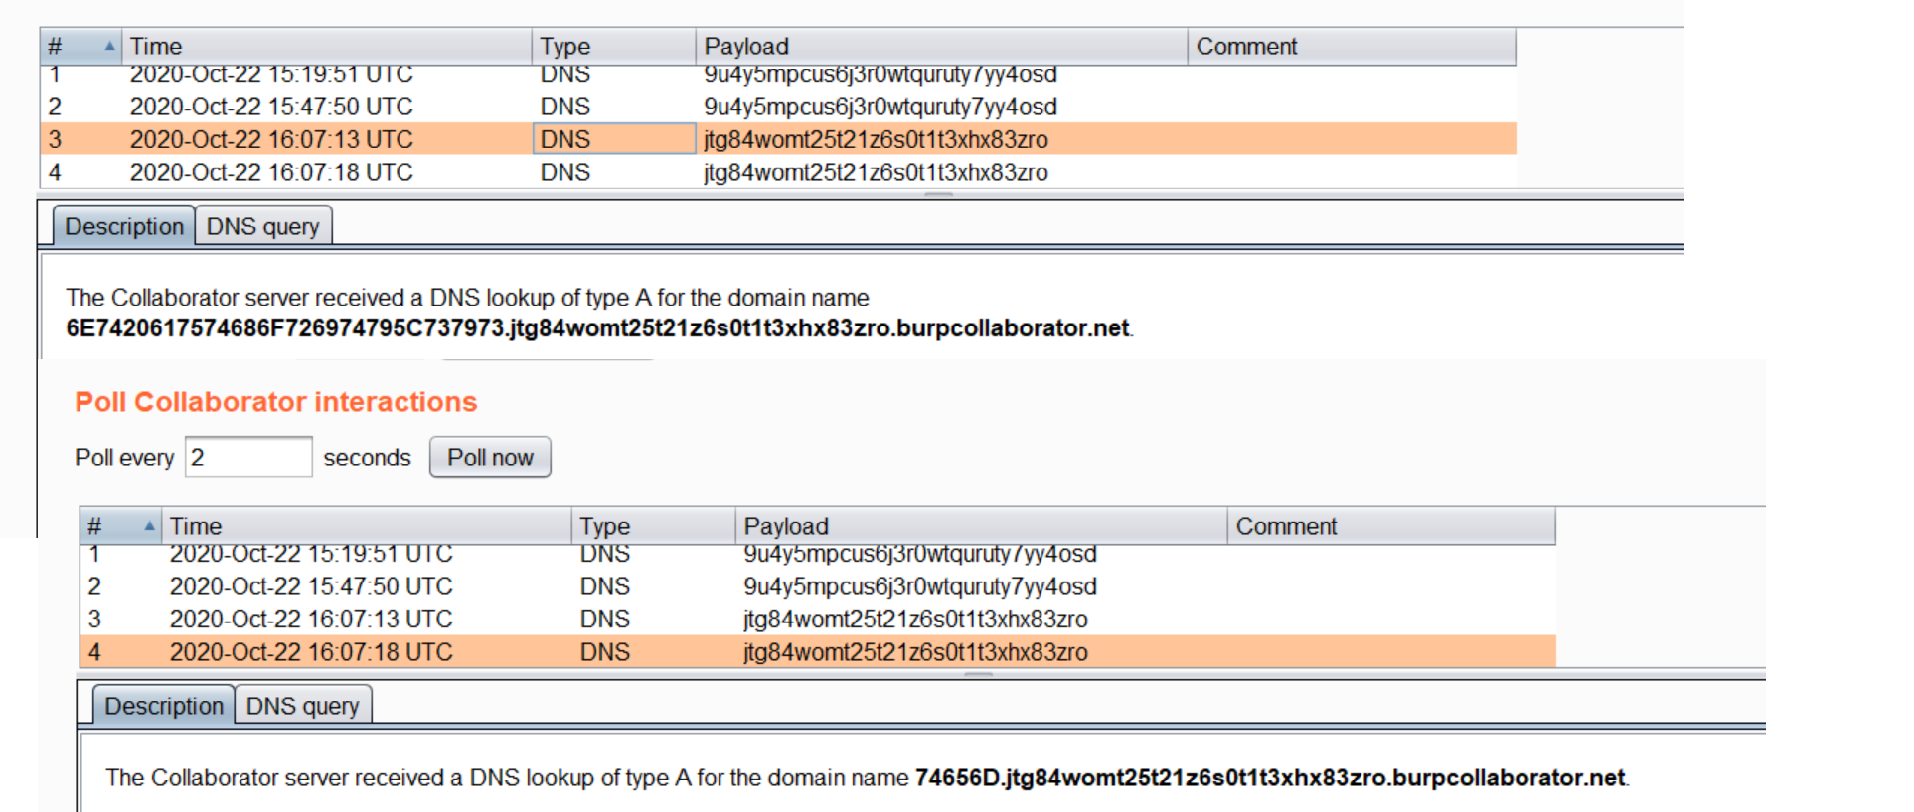 # Time Type Payload Comment
1 2020-Oct-22 15:19:51 UTC DNS 9u4y5mpcus6j3r0wtquruty7yy4osd
2 2020-Oct-22 15:47:50 UTC DNS 9u4y5mpcus6j3r0wtquruty7yy4osd
3 2020-Oct-22 16:07:13 UTC DNS jtg84womt25t21z6s0t1t3xhx83zro
4 2020-Oct-22 16:07:18 UTC DNS jtg84womt25t21z6s0t1t3xhx83zro
Description DNS query
The Collaborator server received a DNS lookup of type A for the domain name
6E7420617574686F726974795C737973.jtg84womt25t21z6s0t1t3xhx83zro.burpcollaborator.net.
Poll Collaborator interactions
Poll every 2 seconds Poll now
# Time Type Payload Comment
1 2020-Oct-22 15:19:51 UTC DNS 9u4y5mpcus6j3r0wtquruty7yy4osd
2 2020-Oct-22 15:47:50 UTC DNS 9u4y5mpcus6j3r0wtquruty7yy4osd
3 2020-Oct-22 16:07:13 UTC DNS jtg84womt25t21z6s0t1t3xhx83zro
4 2020-Oct-22 16:07:18 UTC DNS jtg84womt25t21z6s0t1t3xhx83zro
Description DNS query
The Collaborator server received a DNS lookup of type A for the domain name 74656D.jtg84womt25t21z6s0t1t3xhx83zro.burpcollaborator.net.